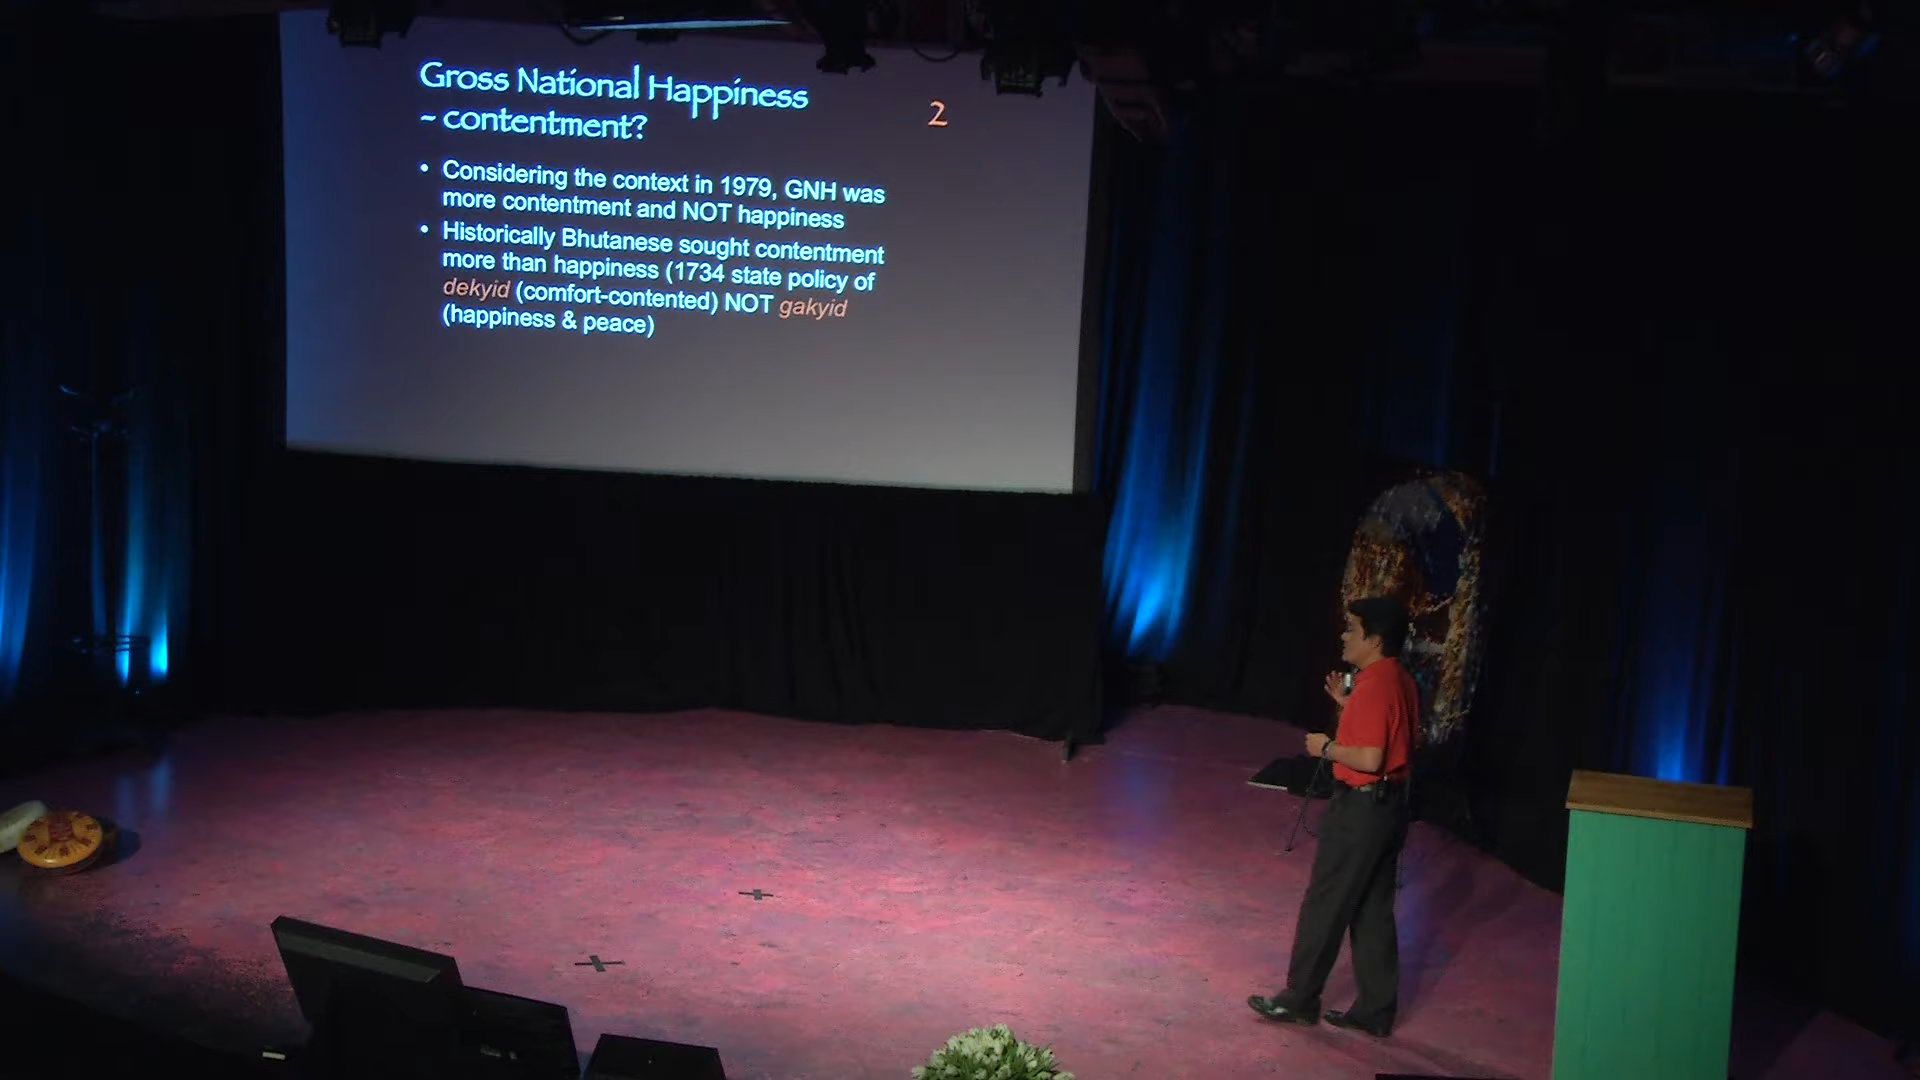 Gross National Happiness
~ contentment?
2
• Considering the context in 1979, GNH was
more contentment and NOT happiness
• Historically Bhutanese sought contentment
more than happiness (1734 state policy of
dekyid (comfort-contented) NOT gakyid
(happiness & peace)